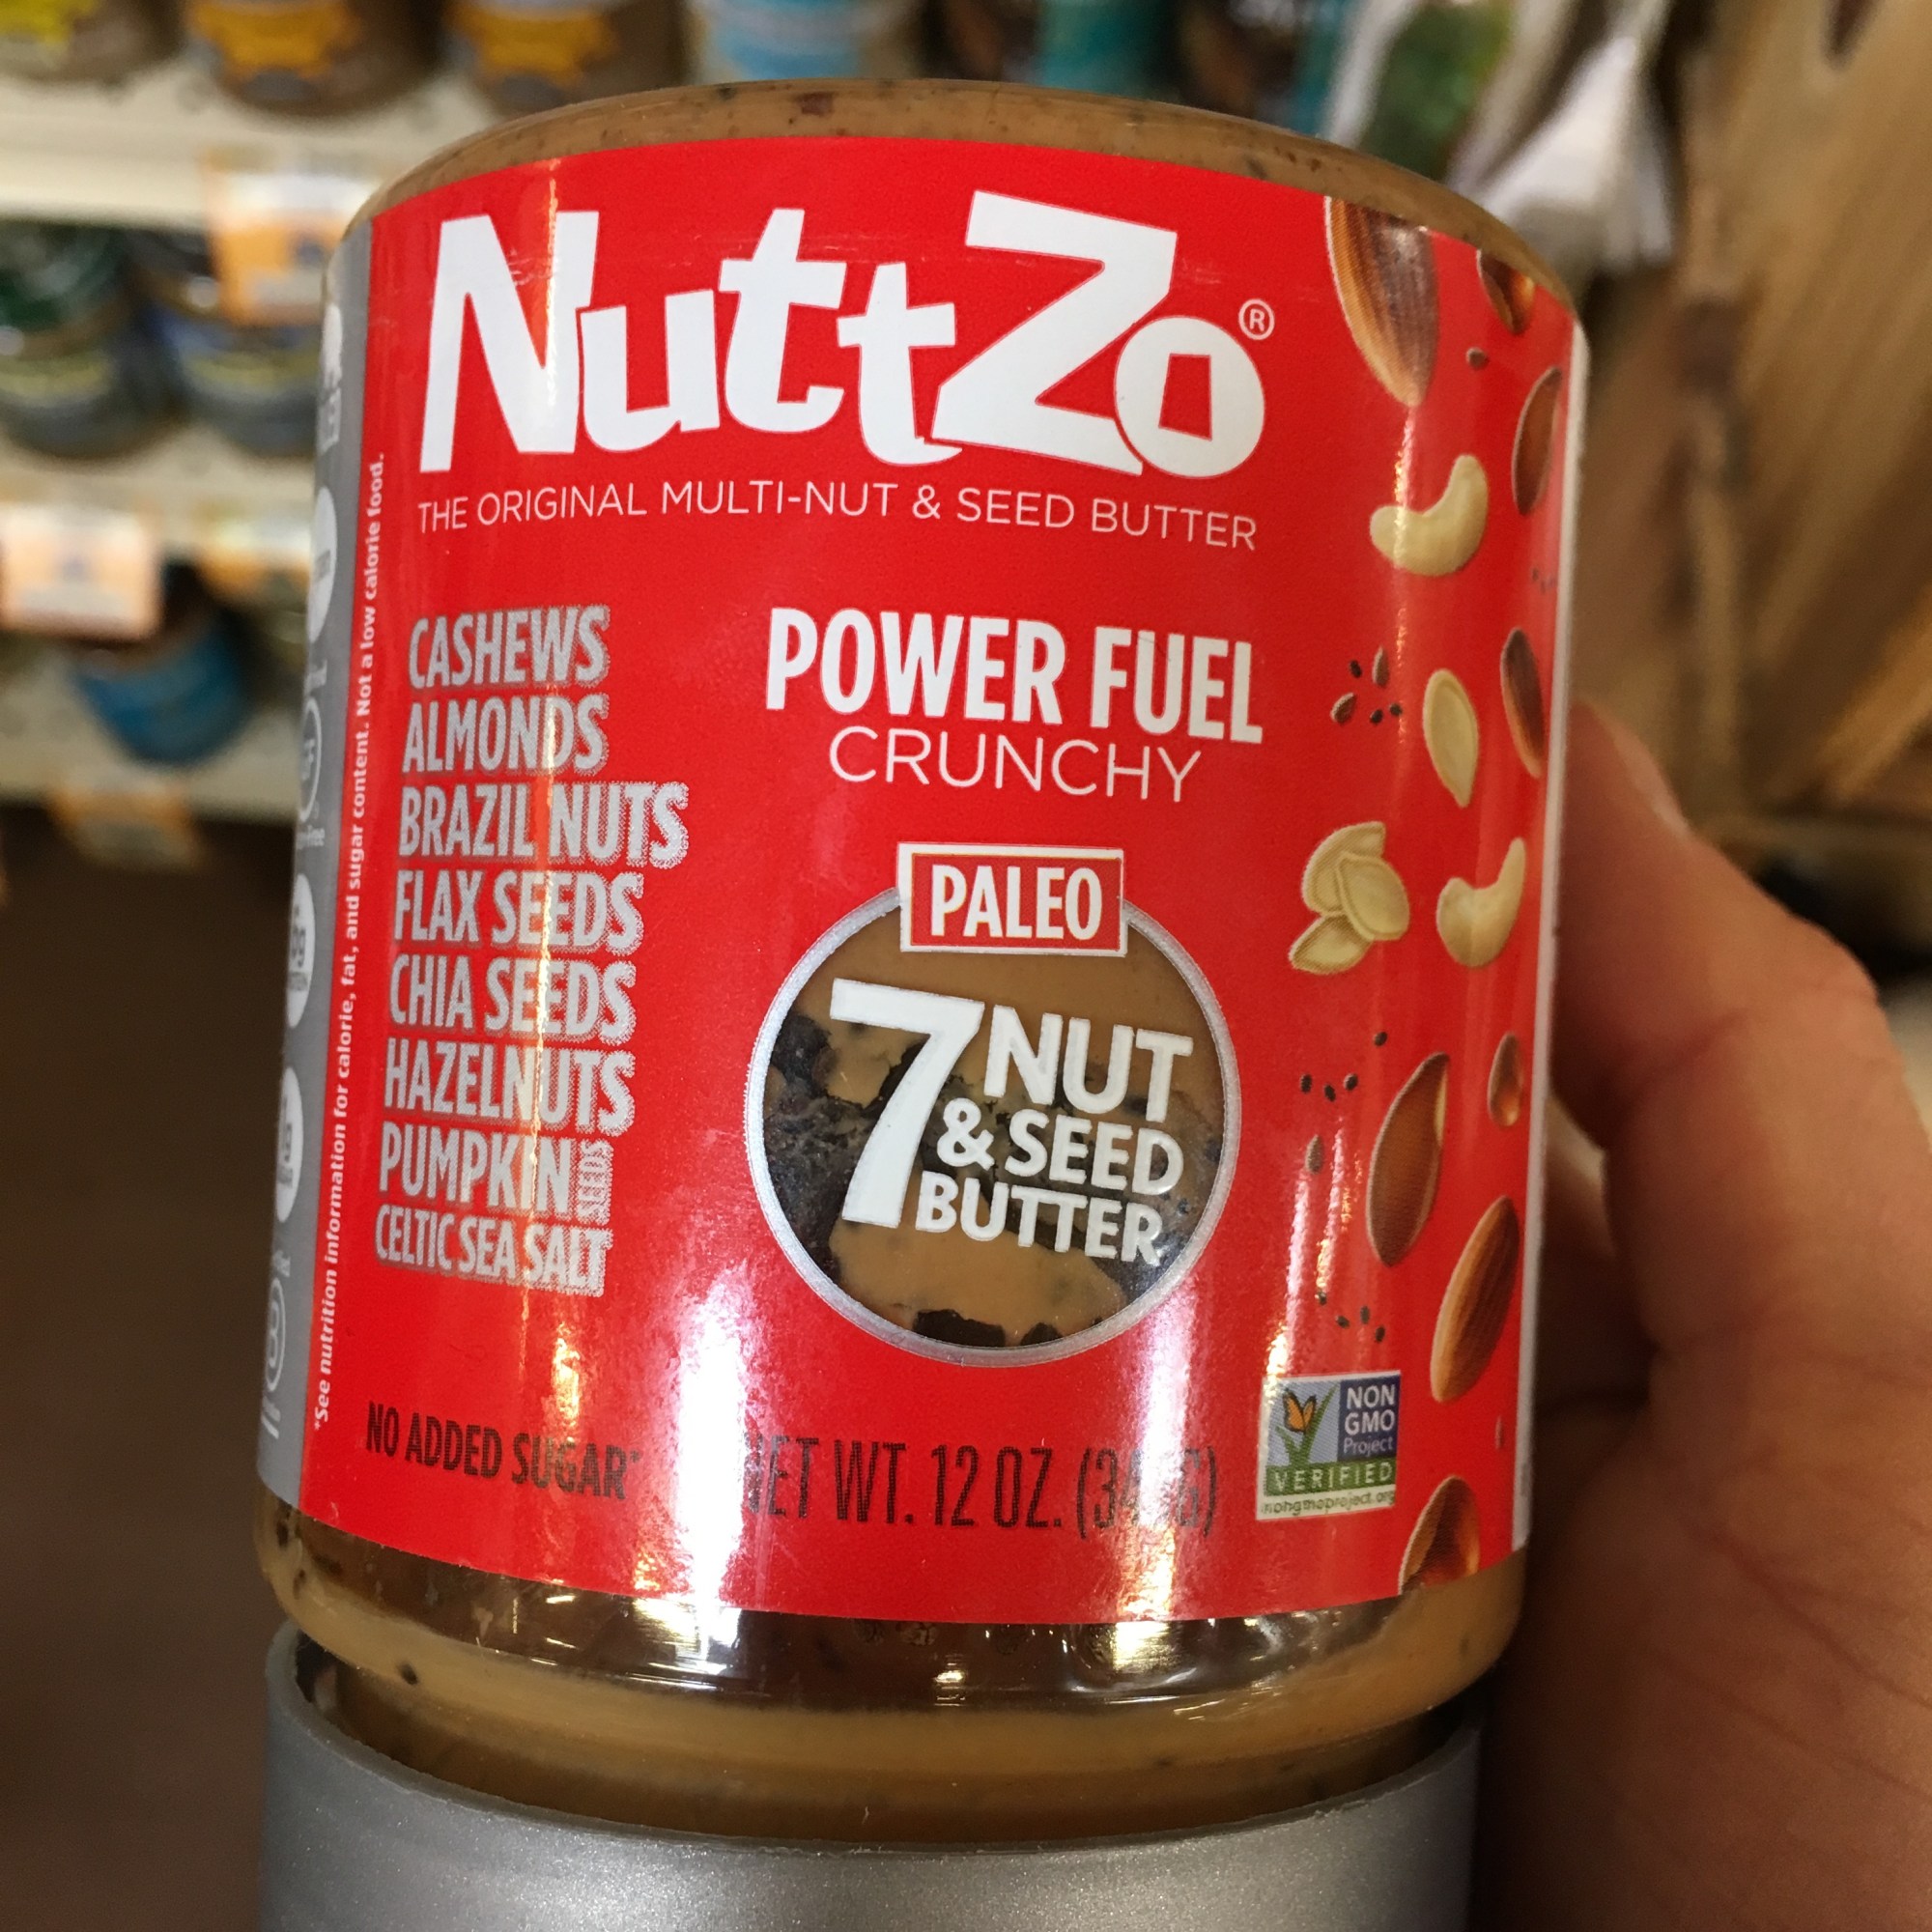 NuttZo®
THE ORIGINAL MULTI-NUT & SEED BUTTER
CASHEWS
ALMONDS
BRAZIL NUTS
FLAX SEEDS
CHIA SEEDS
HAZELNUTS
PUMPKIN SEEDS
CELTIC SEA SALT
POWER FUEL
CRUNCHY
PALEO
7 NUT
& SEED
BUTTER
NO ADDED SUGAR*
NET WT. 12 OZ.
NON
GMO
Project
VERIFIED
nongmoproject.org
*See nutrition information for calorie, fat, and sugar content. Not a low calorie food.